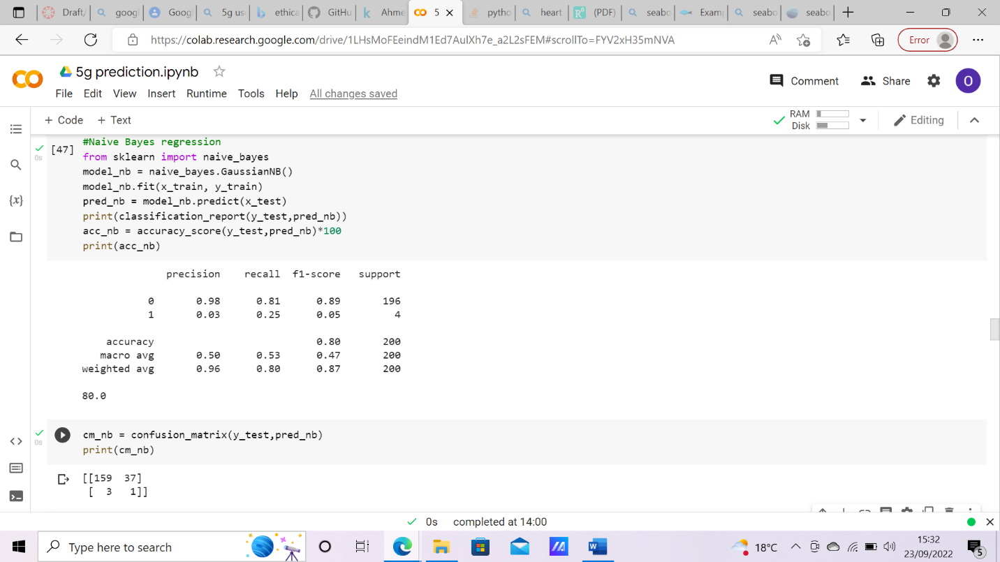 Draft/ googl Googl 5g us ethica GitHu Ahme 5 pytho heart (PDF) seabo Exam seabo seabo
https://colab.research.google.com/drive/1LHsMoFEeindM1Ed7AulXh7e_a2L2sFEM#scrollTo=FYV2xH35mNVA Error
5g prediction.ipynb
File Edit View Insert Runtime Tools Help All changes saved
Comment Share O
+ Code + Text
RAM
Disk
Editing
[47]
0s
#Naive Bayes regression
from sklearn import naive_bayes
model_nb = naive_bayes.GaussianNB()
model_nb.fit(x_train, y_train)
pred_nb = model_nb.predict(x_test)
print(classification_report(y_test,pred_nb))
acc_nb = accuracy_score(y_test,pred_nb)*100
print(acc_nb)
precision recall f1-score support
0 0.98 0.81 0.89 196
1 0.03 0.25 0.05 4
accuracy 0.80 200
macro avg 0.50 0.53 0.47 200
weighted avg 0.96 0.80 0.87 200
80.0
0s
cm_nb = confusion_matrix(y_test,pred_nb)
print(cm_nb)
[[159 37]
[ 3 1]]
0s completed at 14:00
Type here to search
18°C
15:32
23/09/2022
5